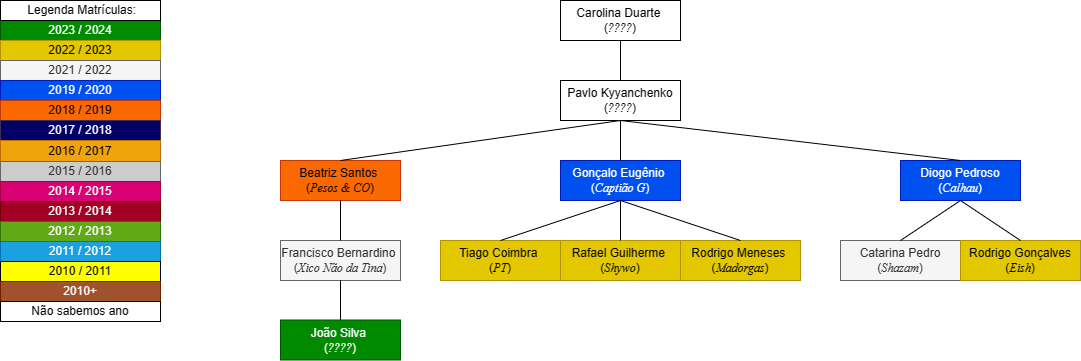 Legenda Matrículas:
2023 / 2024
2022 / 2023
2021 / 2022
2019 / 2020
2018 / 2019
2017 / 2018
2016 / 2017
2015 / 2016
2014 / 2015
2013 / 2014
2012 / 2013
2011 / 2012
2010 / 2011
2010+
Não sabemos ano
Carolina Duarte
(????)
Pavlo Kyyanchenko
(????)
Beatriz Santos
(Pesos & CO)
Gonçalo Eugênio
(Captião G)
Diogo Pedroso
(Calhau)
Francisco Bernardino
(Xico Não da Tina)
Tiago Coimbra
(PT)
Rafael Guilherme
(Shywo)
Rodrigo Meneses
(Madorgas)
Catarina Pedro
(Shazam)
Rodrigo Gonçalves
(Eish)
João Silva
(????)